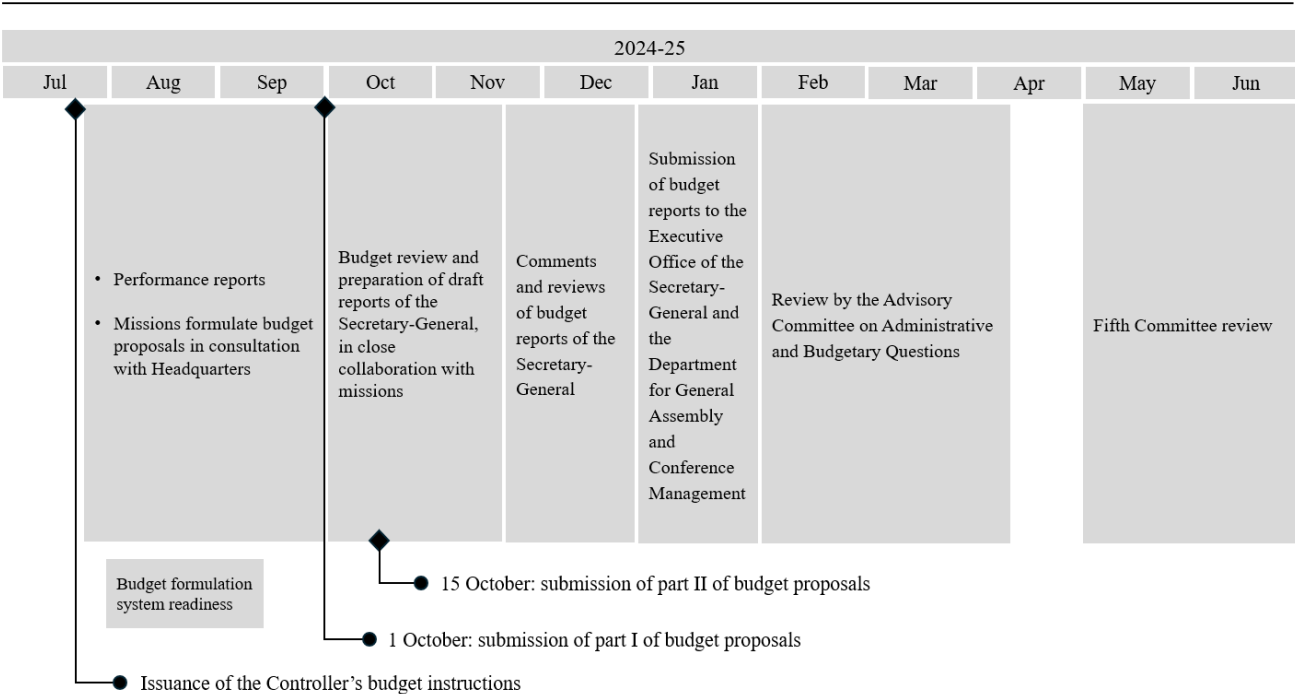 2024-25
Jul
Aug
Sep
Oct
Nov
Dec
Jan
Feb
Mar
Apr
May
Jun
• Performance reports
• Missions formulate budget
proposals in consultation
with Headquarters
Budget review and
preparation of draft
reports of the
Secretary-General,
in close
collaboration with
missions
Comments
and reviews
of budget
reports of the
Secretary-
General
Submission
of budget
reports to the
Executive
Office of the
Secretary-
General and
the
Department
for General
Assembly
and
Conference
Management
Review by the Advisory
Committee on Administrative
and Budgetary Questions
Fifth Committee review
Budget formulation
system readiness
15 October: submission of part II of budget proposals
1 October: submission of part I of budget proposals
Issuance of the Controller’s budget instructions